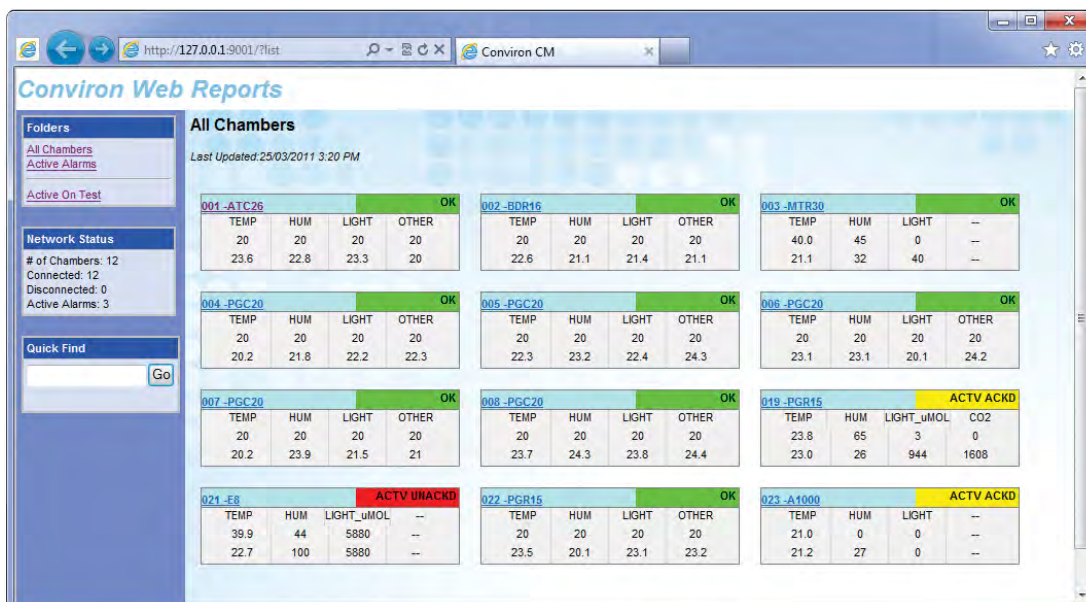 http://127.0.0.1:9001/?list
Conviron CM
Conviron Web Reports
Folders
All Chambers
Active Alarms
Active On Test
Network Status
# of Chambers: 12
Connected: 12
Disconnected: 0
Active Alarms: 3
Quick Find
Go
All Chambers
Last Updated:25/03/2011 3:20 PM
001 -ATC26 OK
TEMP HUM LIGHT OTHER
20 20 20 20
23.6 22.8 23.3 20
002 -BDR16 OK
TEMP HUM LIGHT OTHER
20 20 20 20
22.6 21.1 21.4 21.1
003 -MTR30 OK
TEMP HUM LIGHT --
40.0 45 0 --
21.1 32 40 --
004 -PGC20 OK
TEMP HUM LIGHT OTHER
20 20 20 20
20.2 21.8 22.2 22.3
005 -PGC20 OK
TEMP HUM LIGHT OTHER
20 20 20 20
22.3 23.2 22.4 24.3
006 -PGC20 OK
TEMP HUM LIGHT OTHER
20 20 20 20
23.1 23.1 20.1 24.2
007 -PGC20 OK
TEMP HUM LIGHT OTHER
20 20 20 20
20.2 23.9 21.5 21
008 -PGC20 OK
TEMP HUM LIGHT OTHER
20 20 20 20
23.7 24.3 23.8 24.4
019 -PGR15 ACTV ACKD
TEMP HUM LIGHT_uMOL CO2
23.8 65 3 0
23.0 26 944 1608
021 -E8 ACTV UNACKD
TEMP HUM LIGHT_uMOL --
39.9 44 5880 --
22.7 100 5880 --
022 -PGR15 OK
TEMP HUM LIGHT OTHER
20 20 20 20
23.5 20.1 23.1 23.2
023 -A1000 ACTV ACKD
TEMP HUM LIGHT --
21.0 0 0 --
21.2 27 0 --